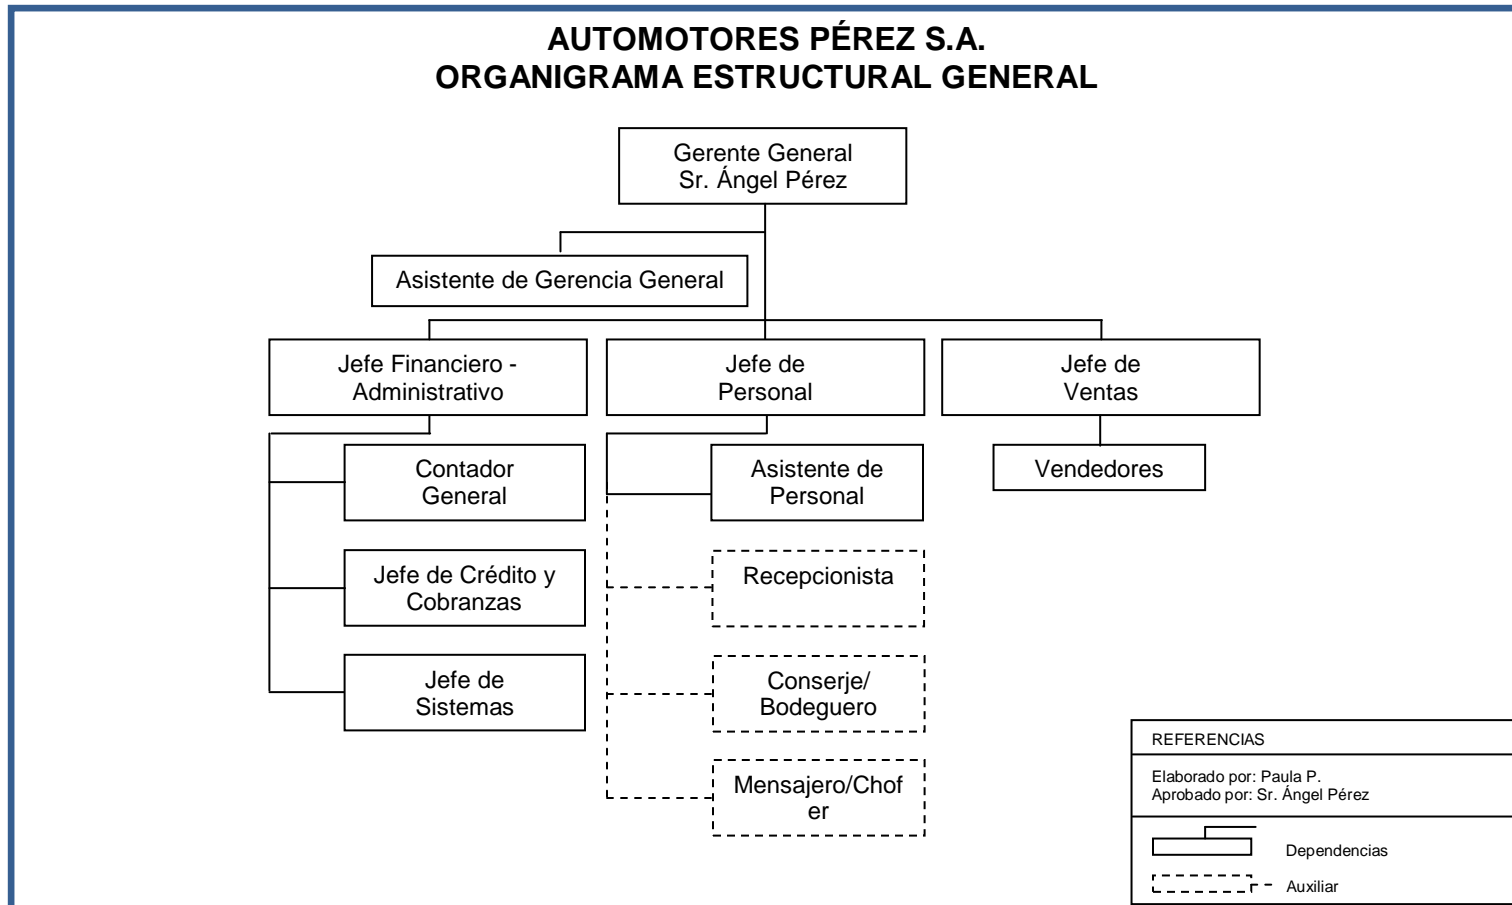 AUTOMOTORES PÉREZ S.A.
ORGANIGRAMA ESTRUCTURAL GENERAL
Gerente General
Sr. Ángel Pérez
Asistente de Gerencia General
Jefe Financiero -
Administrativo
Jefe de
Personal
Jefe de
Ventas
Contador
General
Asistente de
Personal
Vendedores
Jefe de Crédito y
Cobranzas
Recepcionista
Jefe de
Sistemas
Conserje/
Bodeguero
Mensajero/Chof
er
REFERENCIAS
Elaborado por: Paula P.
Aprobado por: Sr. Ángel Pérez
Dependencias
Auxiliar